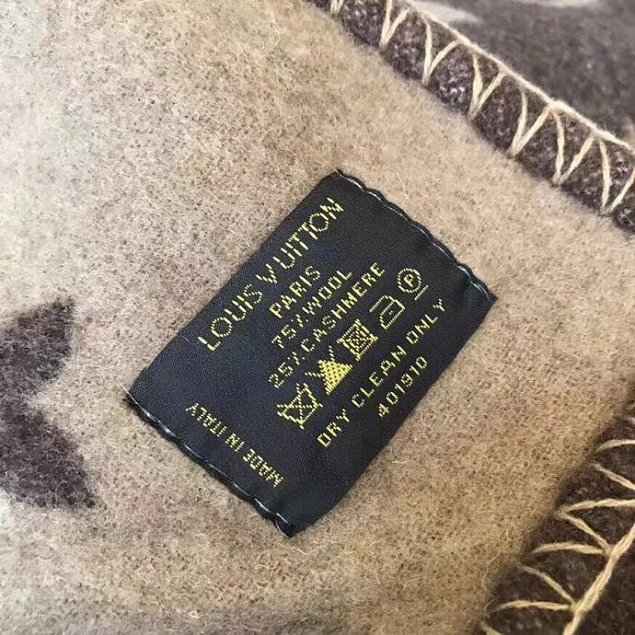 LOUIS VUITTON
PARIS
75% WOOL
25% CASHMERE
P
DRY CLEAN ONLY
401910
MADE IN ITALY